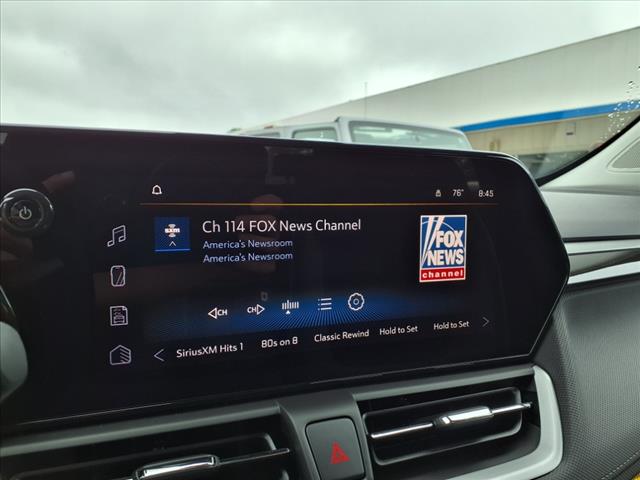 76° 8:45
sxm
Ch 114 FOX News Channel
America's Newsroom
America's Newsroom
FOX
NEWS
channel
CH
CH
SiriusXM Hits 1 80s on 8 Classic Rewind Hold to Set Hold to Set